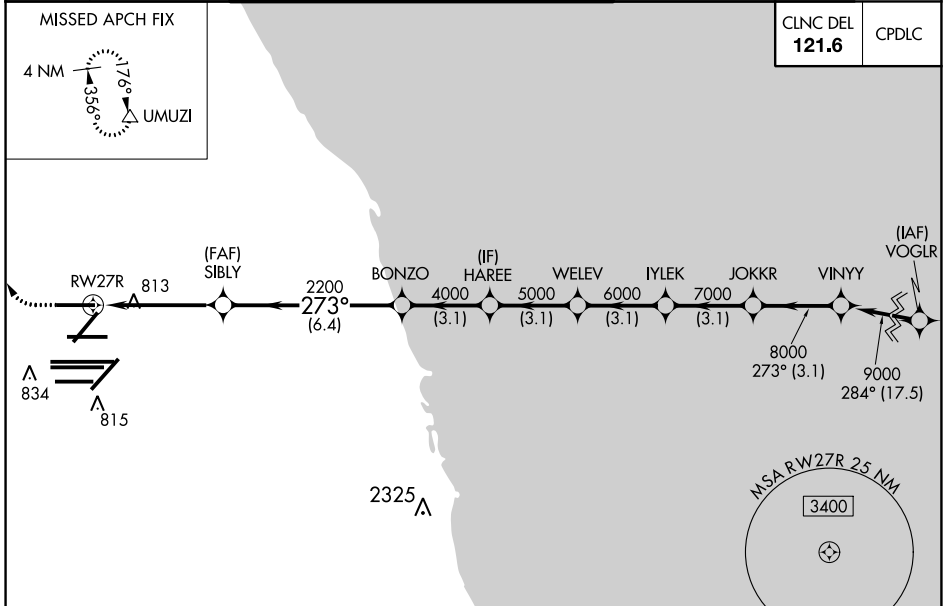 MISSED APCH FIX
4 NM
176°
356°
UMUZI
CLNC DEL
121.6
CPDLC
(IAF)
VOGLR
(FAF)
SIBLY
(IF)
HAREE
RW27R
813
BONZO
WELEV
IYLEK
JOKKR
VINYY
2200
273°
(6.4)
4000
(3.1)
5000
(3.1)
6000
(3.1)
7000
(3.1)
8000
273° (3.1)
9000
284° (17.5)
834
815
2325
MSA RW27R 25 NM
3400